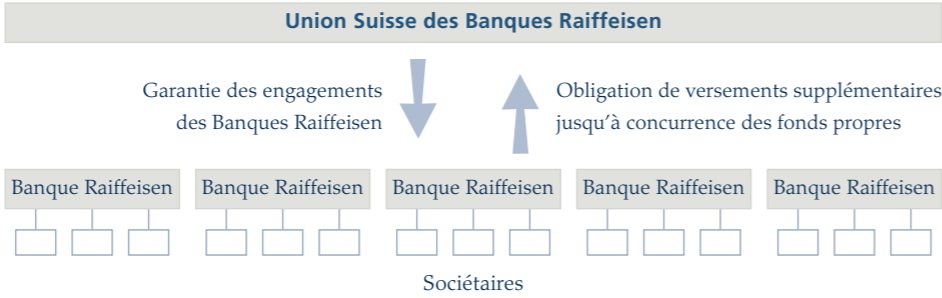 Union Suisse des Banques Raiffeisen
Garantie des engagements
des Banques Raiffeisen
Obligation de versements supplémentaires
jusqu'à concurrence des fonds propres
Banque Raiffeisen
Banque Raiffeisen
Banque Raiffeisen
Banque Raiffeisen
Banque Raiffeisen
Sociétaires